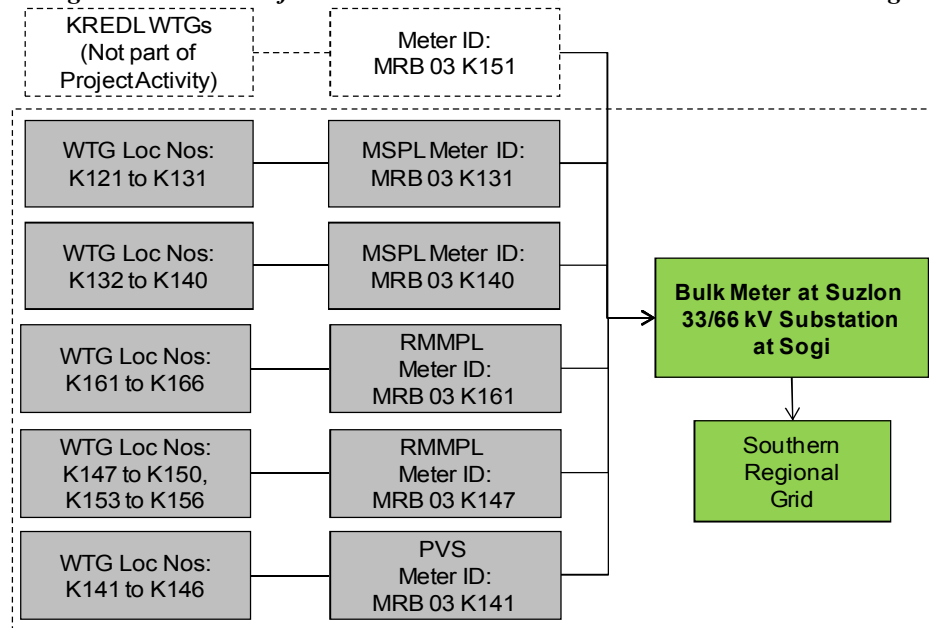 KREDL WTGs
(Not part of
Project Activity)
Meter ID:
MRB 03 K151
WTG Loc Nos:
K121 to K131
MSPL Meter ID:
MRB 03 K131
WTG Loc Nos:
K132 to K140
MSPL Meter ID:
MRB 03 K140
Bulk Meter at Suzlon
33/66 kV Substation
at Sogi
WTG Loc Nos:
K161 to K166
RMMPL
Meter ID:
MRB 03 K161
WTG Loc Nos:
K147 to K150,
K153 to K156
RMMPL
Meter ID:
MRB 03 K147
Southern
Regional
Grid
WTG Loc Nos:
K141 to K146
PVS
Meter ID:
MRB 03 K141